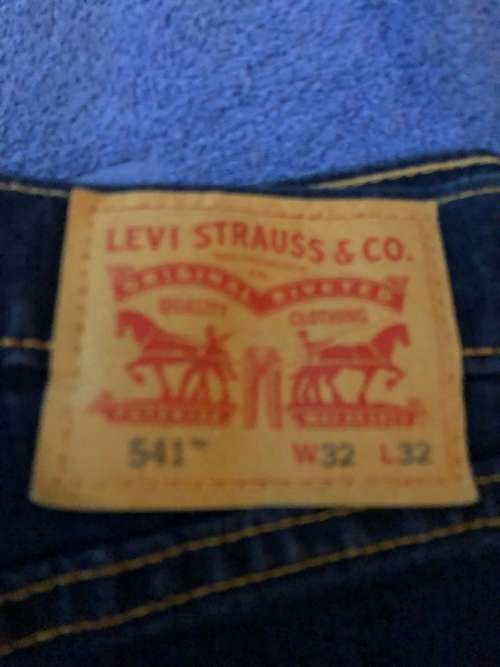 LEVI STRAUSS & CO.
ORIGINAL RIVETED
QUALITY CLOTHING
541™ W32 L32